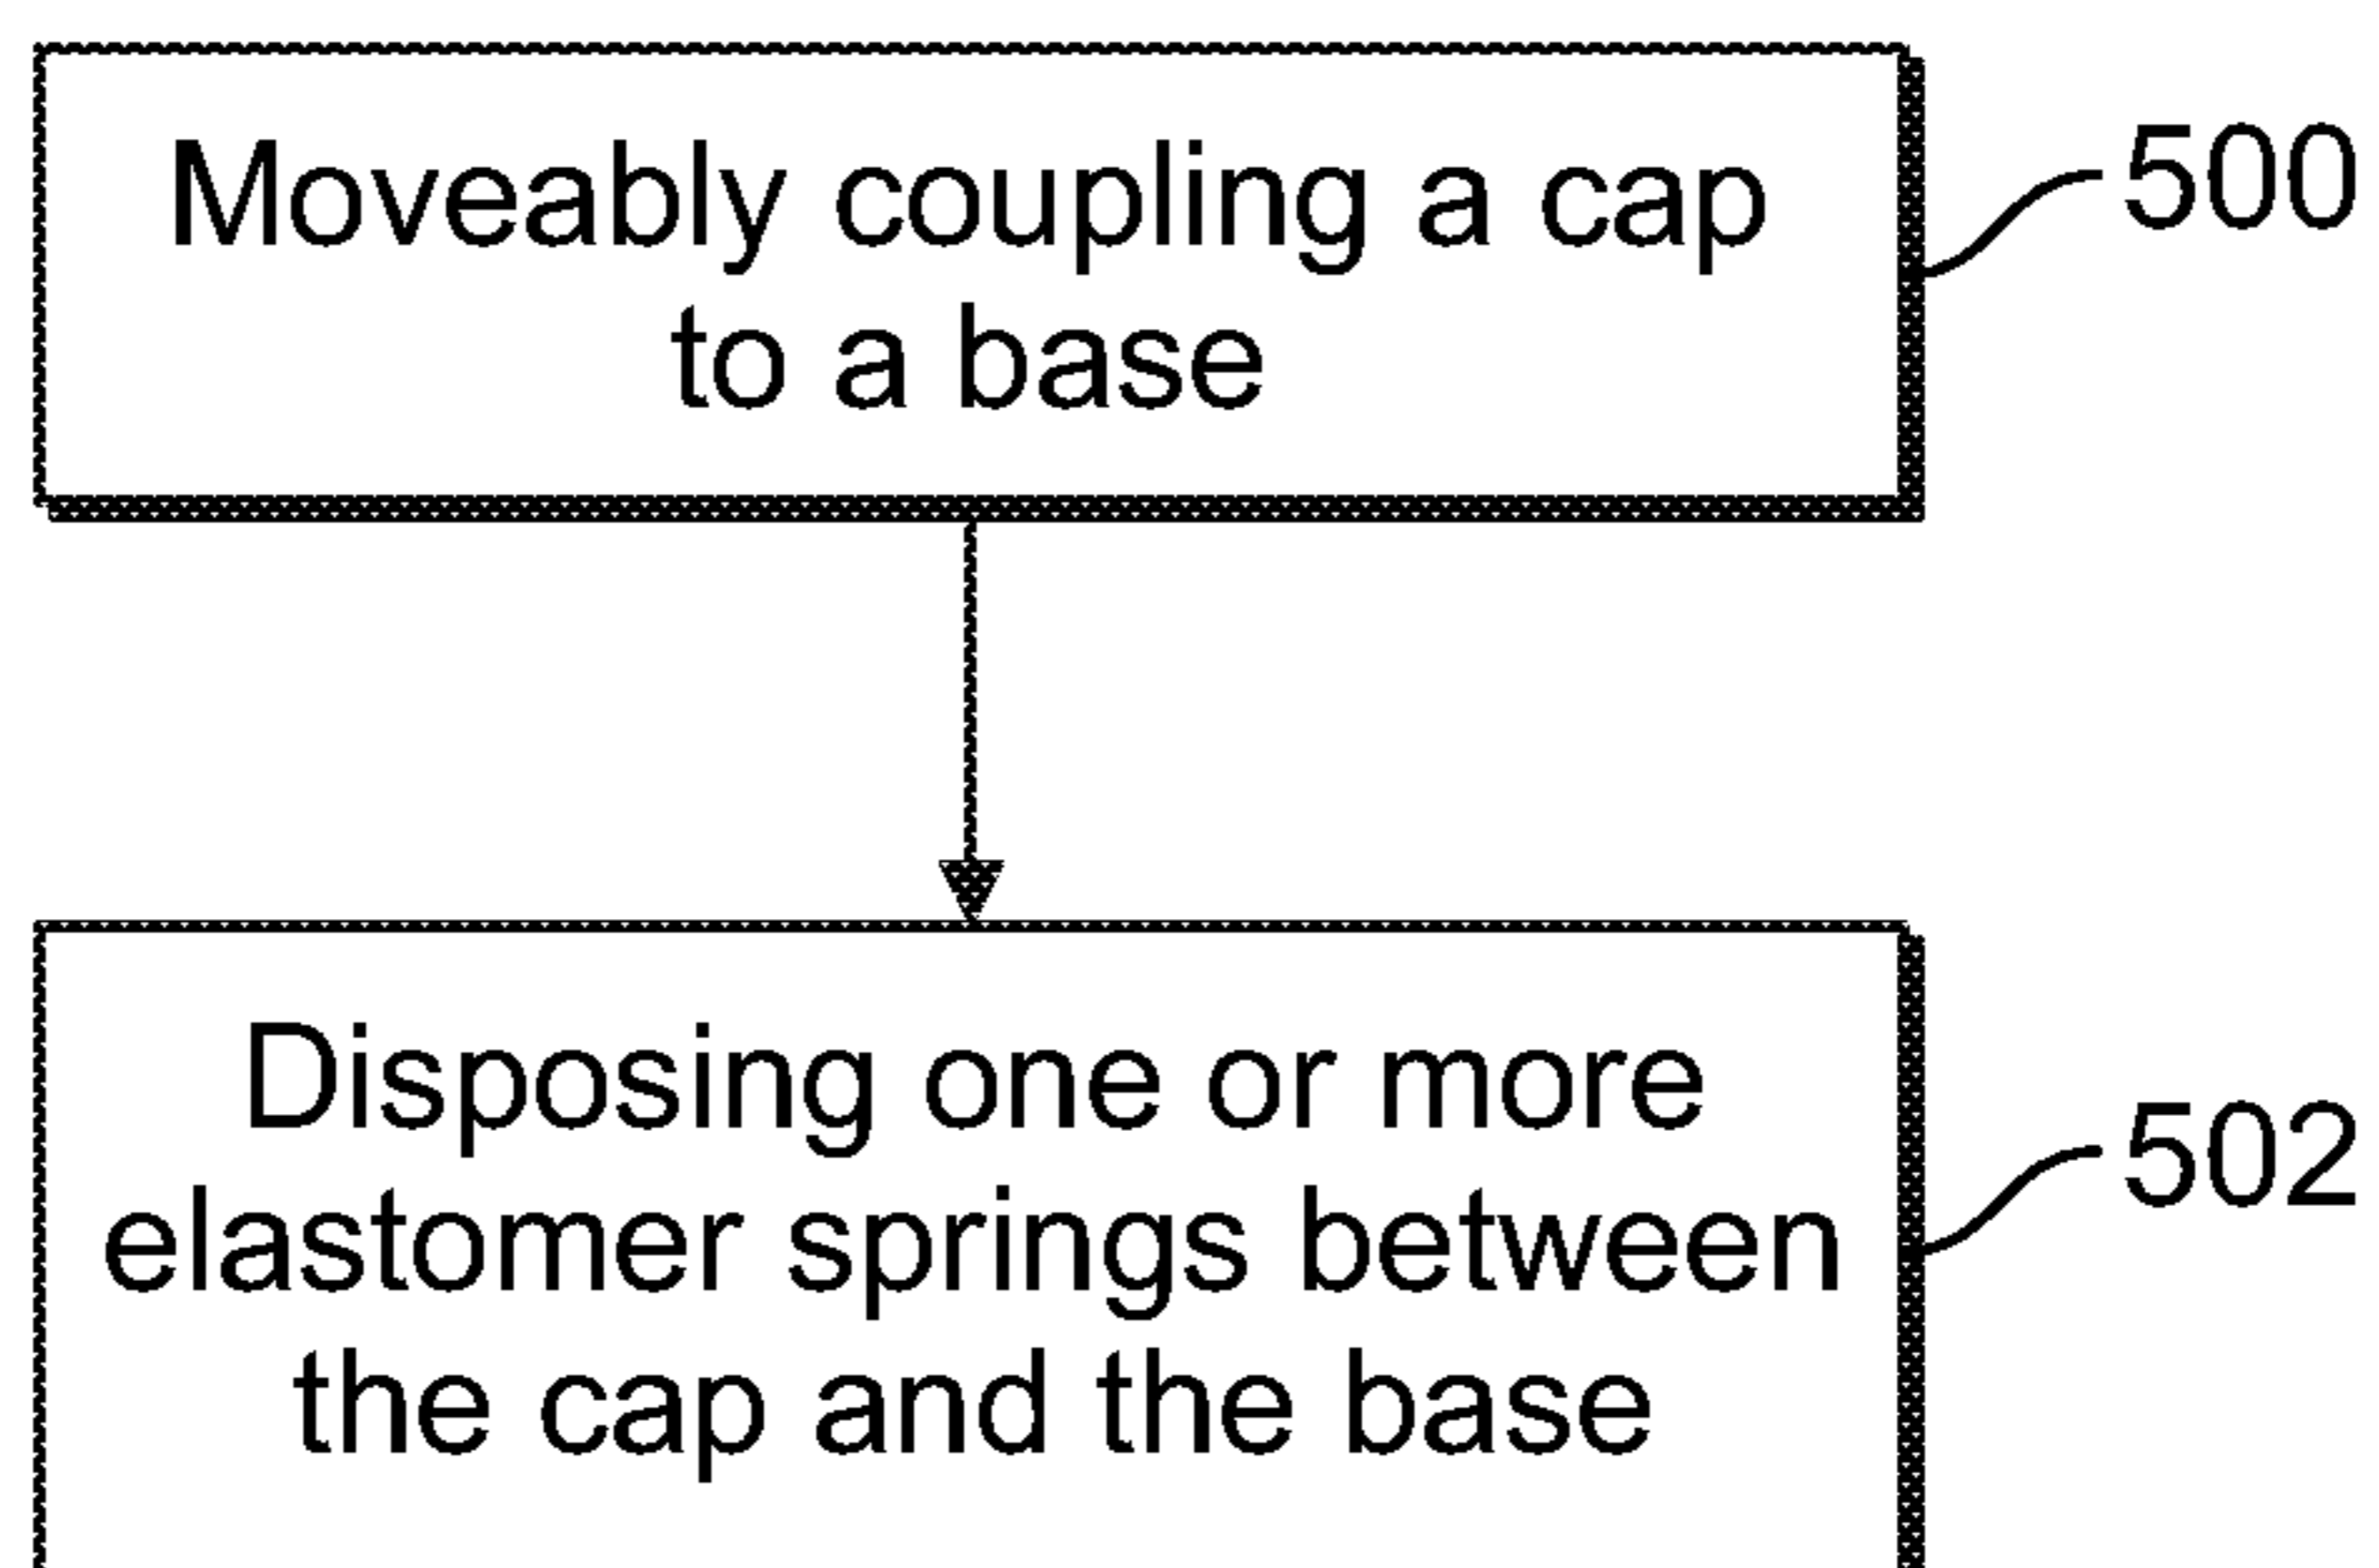 Moveably coupling a cap
to a base
500
Disposing one or more
elastomer springs between
the cap and the base
502